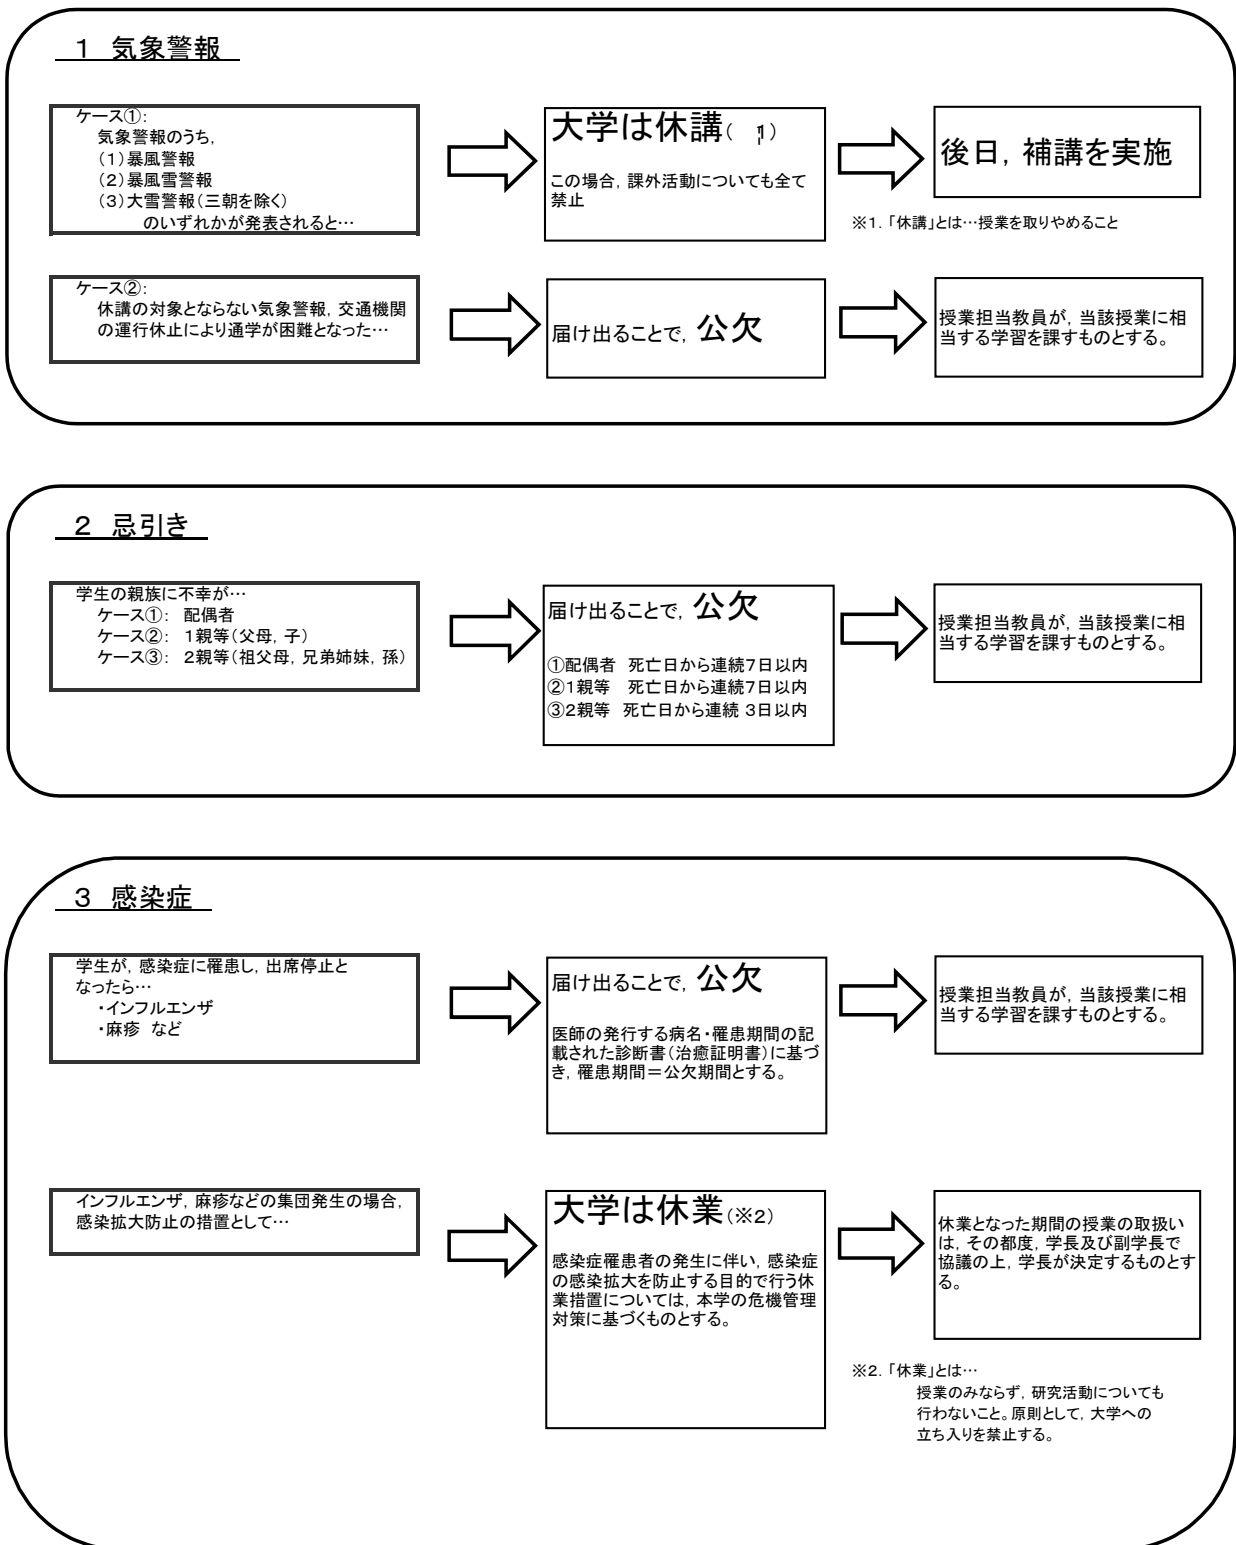 １　気象警報
ケース①：
気象警報のうち，
（１）暴風警報
（２）暴風雪警報
（３）大雪警報（三朝を除く）
のいずれかが発表されると…
大学は休講（　1）
この場合，課外活動についても全て
禁止
後日，補講を実施
※１．「休講」とは…授業を取りやめること
ケース②：
休講の対象とならない気象警報，交通機関
の運行休止により通学が困難となった…
届け出ることで，公欠
授業担当教員が，当該授業に相
当する学習を課すものとする。
２　忌引き
学生の親族に不幸が…
ケース①：　配偶者
ケース②：　１親等（父母，子）
ケース③：　２親等（祖父母，兄弟姉妹，孫）
届け出ることで，公欠
①配偶者　死亡日から連続７日以内
②１親等　死亡日から連続７日以内
③２親等　死亡日から連続 ３日以内
授業担当教員が，当該授業に相
当する学習を課すものとする。
３　感染症
学生が，感染症に罹患し，出席停止と
なったら…
・インフルエンザ
・麻疹　など
届け出ることで，公欠
医師の発行する病名・罹患期間の記
載された診断書（治癒証明書）に基づ
き，罹患期間＝公欠期間とする。
授業担当教員が，当該授業に相
当する学習を課すものとする。
インフルエンザ，麻疹などの集団発生の場合，
感染拡大防止の措置として…
大学は休業（※２）
感染症罹患者の発生に伴い，感染症
の感染拡大を防止する目的で行う休
業措置については，本学の危機管理
対策に基づくものとする。
休業となった期間の授業の取扱い
は，その都度，学長及び副学長で
協議の上，学長が決定するものとす
る。
※２．「休業」とは…
授業のみならず，研究活動についても
行わないこと。原則として，大学への
立ち入りを禁止する。